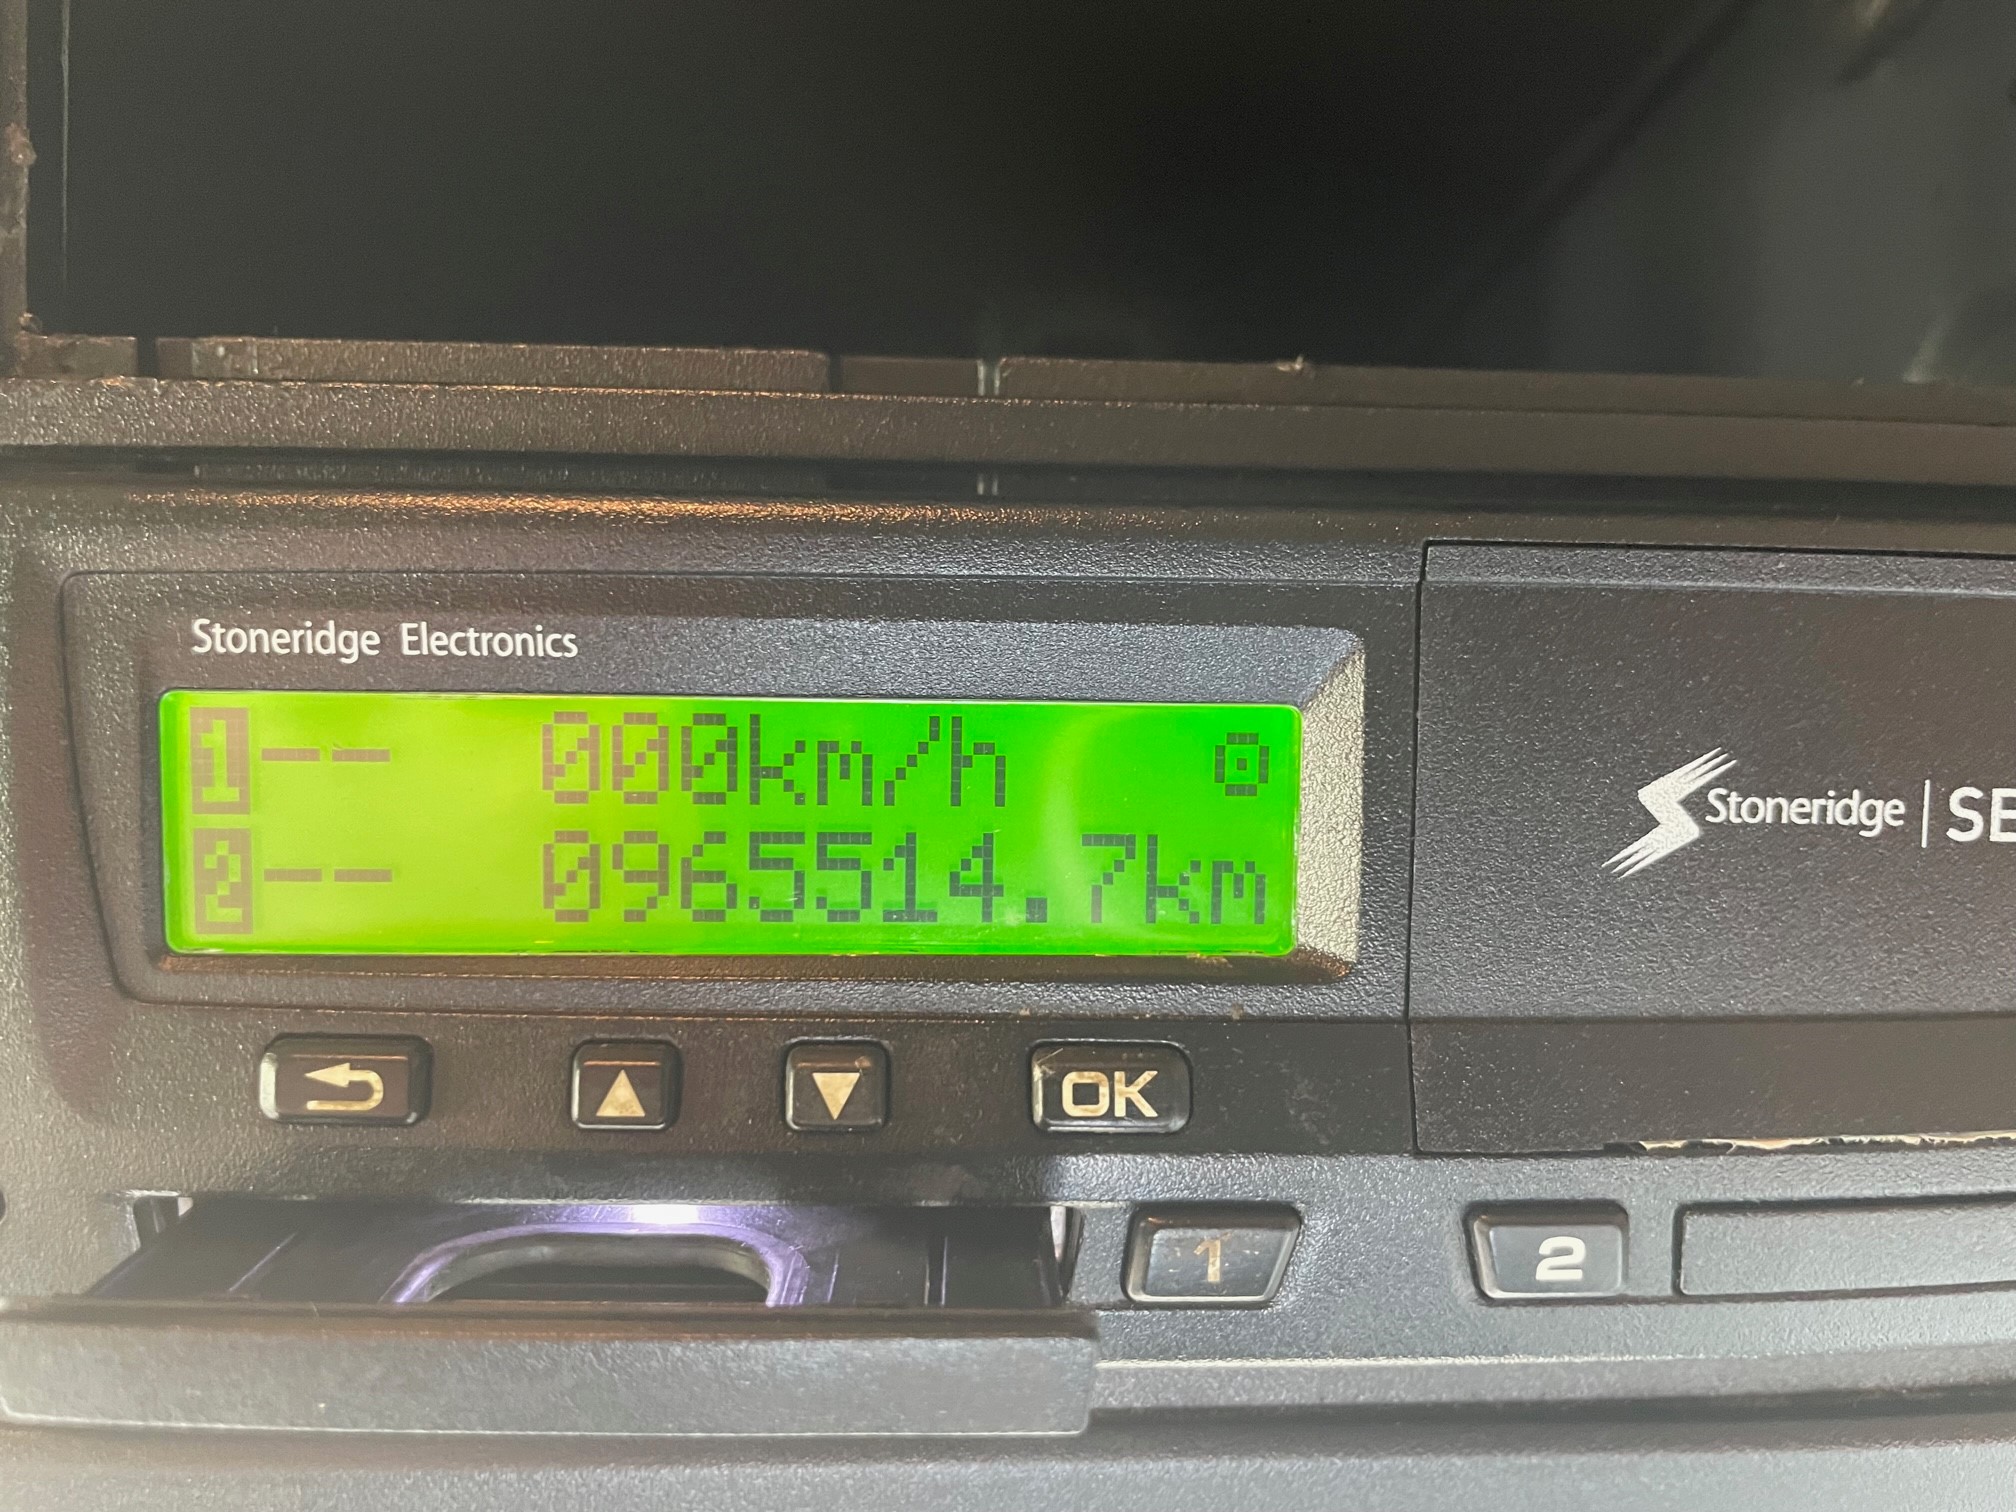 Stoneridge Electronics
1 -- 000km/h
2 -- 0965514.7km
Stoneridge | SE
OK
1
2